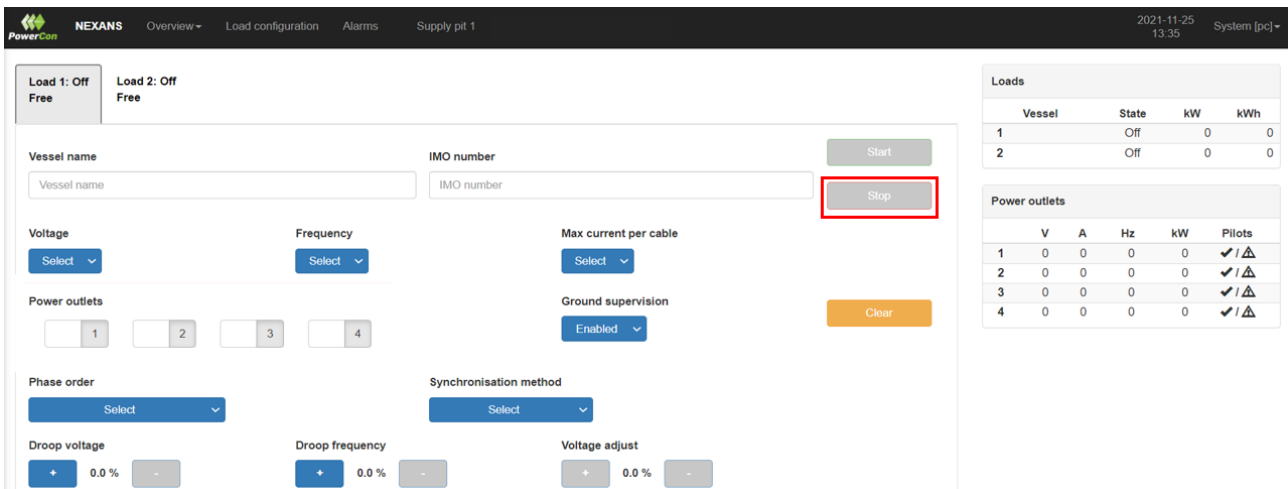 PowerCon
NEXANS Overview Load configuration Alarms Supply pit 1 2021-11-25 13:35 System [pc]
Load 1: Off
Free
Load 2: Off
Free
Vessel name
Vessel name
IMO number
IMO number
Start
Stop
Voltage
Select
Frequency
Select
Max current per cable
Select
Power outlets
1 2 3 4
Ground supervision
Enabled
Clear
Phase order
Select
Synchronisation method
Select
Droop voltage
+ 0.0 % -
Droop frequency
+ 0.0 % -
Voltage adjust
+ 0.0 % -
Loads
Vessel State kW kWh
1 Off 0 0
2 Off 0 0
Power outlets
V A Hz kW Pilots
1 0 0 0 0 ✔ / ⚠
2 0 0 0 0 ✔ / ⚠
3 0 0 0 0 ✔ / ⚠
4 0 0 0 0 ✔ / ⚠